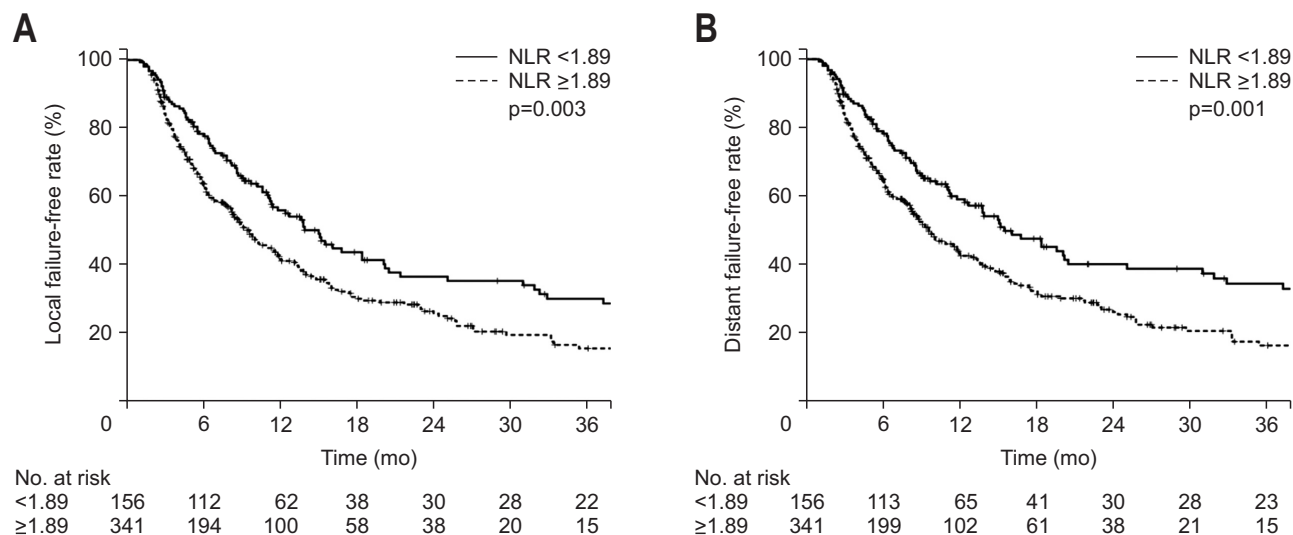 A
Local failure-free rate (%)
100
80
60
40
20
0
6 12 18 24 30 36
Time (mo)
NLR <1.89
NLR ≥1.89
p=0.003
No. at risk
<1.89 156 112 62 38 30 28 22
≥1.89 341 194 100 58 38 20 15
B
Distant failure-free rate (%)
100
80
60
40
20
0
6 12 18 24 30 36
Time (mo)
NLR <1.89
NLR ≥1.89
p=0.001
No. at risk
<1.89 156 113 65 41 30 28 23
≥1.89 341 199 102 61 38 21 15